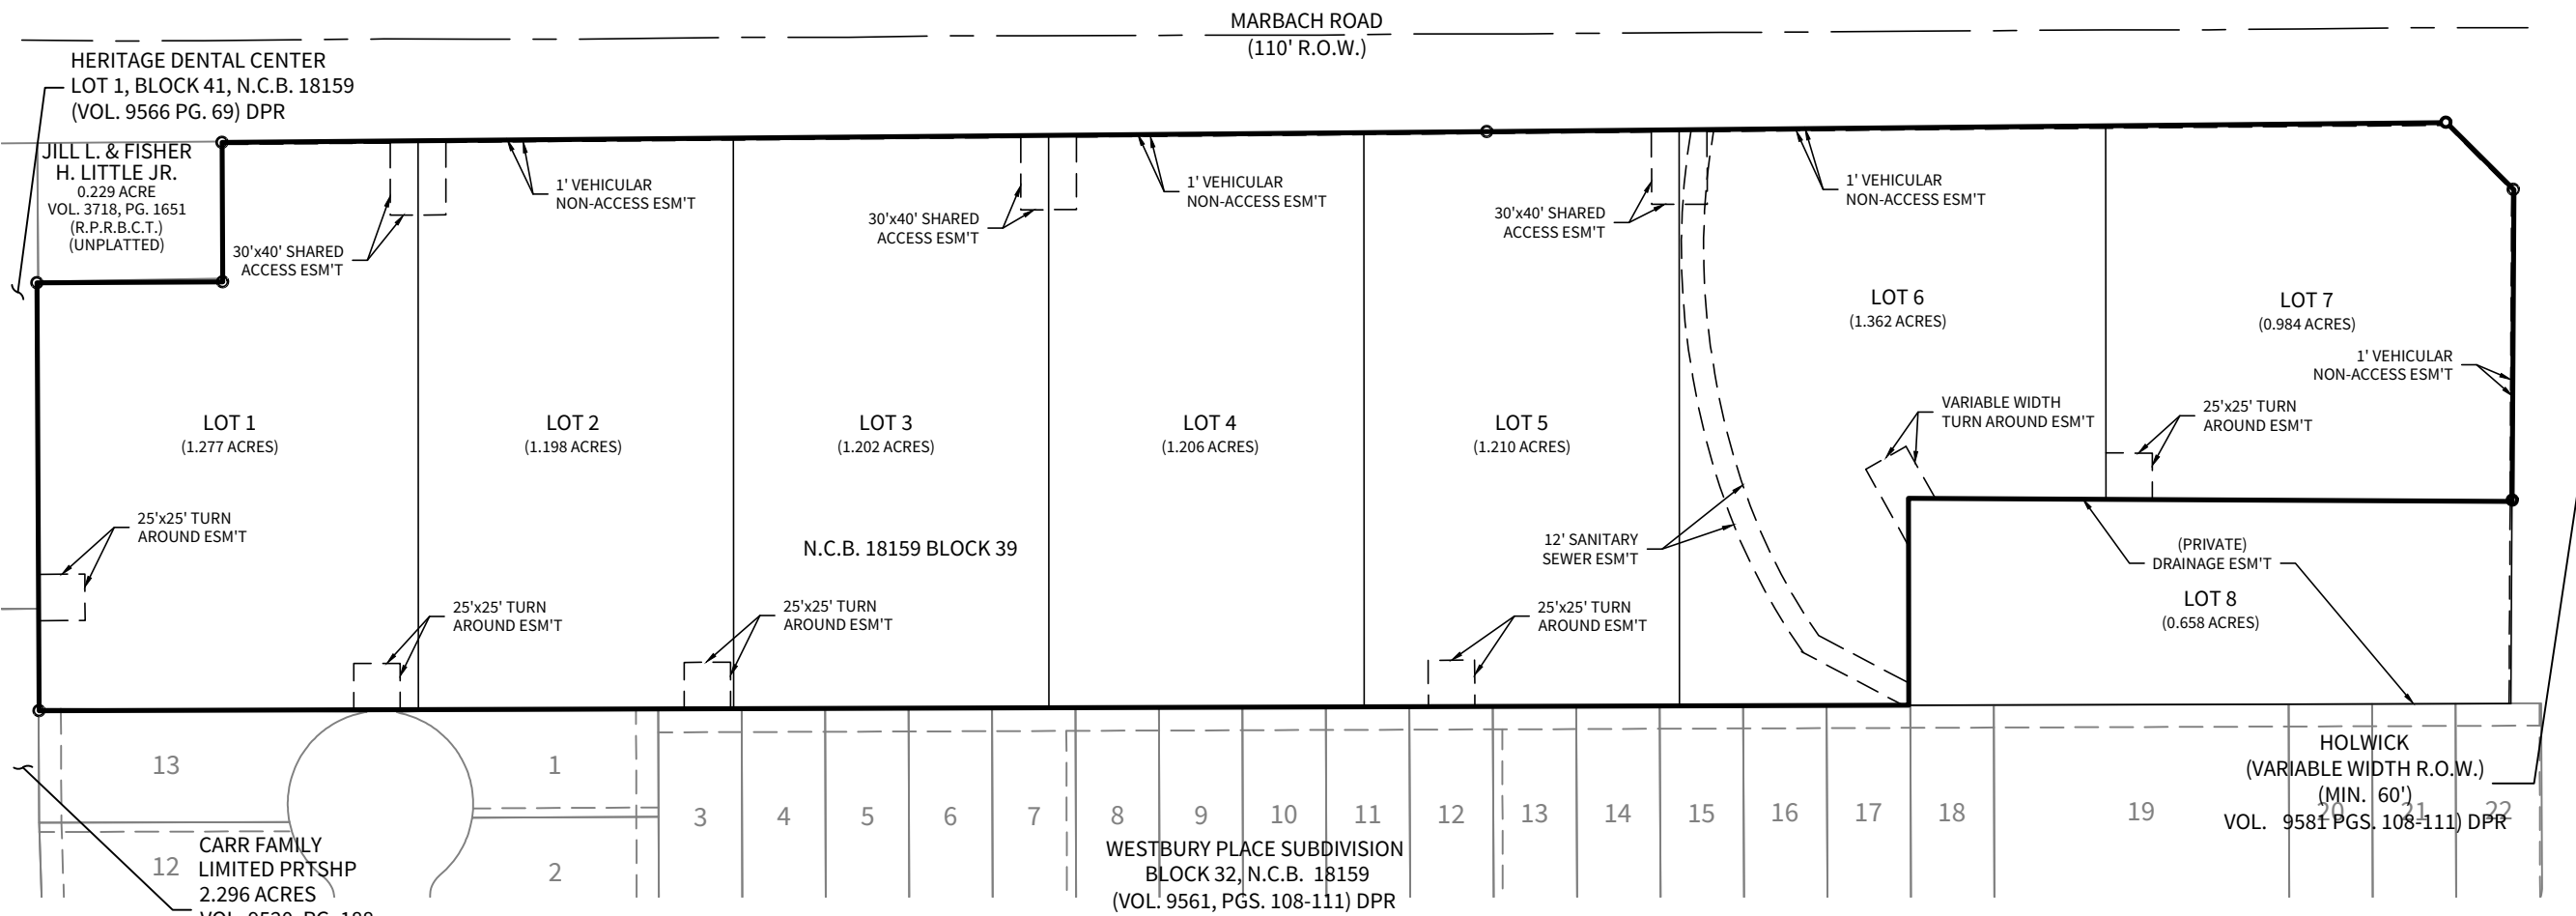 MARBACH ROAD
(110' R.O.W.)
HERITAGE DENTAL CENTER
LOT 1, BLOCK 41, N.C.B. 18159
(VOL. 9566 PG. 69) DPR
JILL L. & FISHER
H. LITTLE JR.
0.229 ACRE
VOL. 3718, PG. 1651
(R.P.R.B.C.T.)
(UNPLATTED)
30'x40' SHARED
ACCESS ESM'T
1' VEHICULAR
NON-ACCESS ESM'T
30'x40' SHARED
ACCESS ESM'T
1' VEHICULAR
NON-ACCESS ESM'T
30'x40' SHARED
ACCESS ESM'T
1' VEHICULAR
NON-ACCESS ESM'T
LOT 6
(1.362 ACRES)
LOT 7
(0.984 ACRES)
1' VEHICULAR
NON-ACCESS ESM'T
LOT 1
(1.277 ACRES)
LOT 2
(1.198 ACRES)
LOT 3
(1.202 ACRES)
LOT 4
(1.206 ACRES)
LOT 5
(1.210 ACRES)
VARIABLE WIDTH
TURN AROUND ESM'T
25'x25' TURN
AROUND ESM'T
25'x25' TURN
AROUND ESM'T
N.C.B. 18159 BLOCK 39
12' SANITARY
SEWER ESM'T
(PRIVATE)
DRAINAGE ESM'T
LOT 8
(0.658 ACRES)
25'x25' TURN
AROUND ESM'T
25'x25' TURN
AROUND ESM'T
25'x25' TURN
AROUND ESM'T
13
1
12
2
3
4
5
6
7
8
9
10
11
12
13
14
15
16
17
18
19
20
21
22
HOLWICK
(VARIABLE WIDTH R.O.W.)
(MIN. 60')
VOL. 9581 PGS. 108-111) DPR
CARR FAMILY
LIMITED PRTSHP
2.296 ACRES
VOL. 9520, PG. 188
WESTBURY PLACE SUBDIVISION
BLOCK 32, N.C.B. 18159
(VOL. 9561, PGS. 108-111) DPR